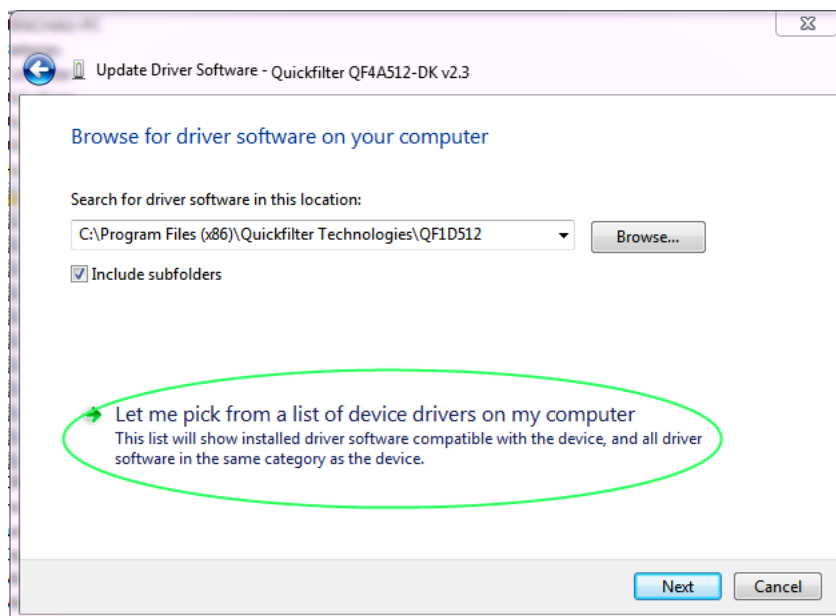 Update Driver Software - Quickfilter QF4A512-DK v2.3
Browse for driver software on your computer
Search for driver software in this location:
C:\Program Files (x86)\Quickfilter Technologies\QF1D512
Browse...
Include subfolders
Let me pick from a list of device drivers on my computer
This list will show installed driver software compatible with the device, and all driver
software in the same category as the device.
Next
Cancel